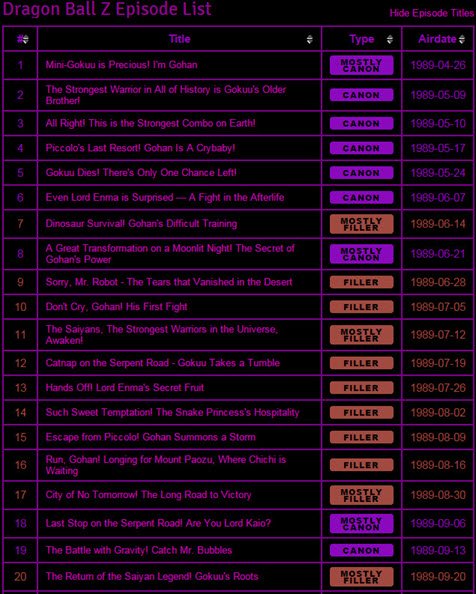 Dragon Ball Z Episode List
Hide Episode Titles
# Title Type Airdate
1 Mini-Gokuu is Precious! I'm Gohan MOSTLY CANON 1989-04-26
2 The Strongest Warrior in All of History is Gokuu's Older
Brother! CANON 1989-05-09
3 All Right! This is the Strongest Combo on Earth! CANON 1989-05-10
4 Piccolo's Last Resort! Gohan Is A Crybaby! CANON 1989-05-17
5 Gokuu Dies! There's Only One Chance Left! CANON 1989-05-24
6 Even Lord Enma is Surprised — A Fight in the Afterlife CANON 1989-06-07
7 Dinosaur Survival! Gohan's Difficult Training MOSTLY FILLER 1989-06-14
8 A Great Transformation on a Moonlit Night! The Secret of
Gohan's Power MOSTLY CANON 1989-06-21
9 Sorry, Mr. Robot - The Tears that Vanished in the Desert FILLER 1989-06-28
10 Don't Cry, Gohan! His First Fight FILLER 1989-07-05
11 The Saiyans, The Strongest Warriors in the Universe,
Awaken! MOSTLY FILLER 1989-07-12
12 Catnap on the Serpent Road - Gokuu Takes a Tumble FILLER 1989-07-19
13 Hands Off! Lord Enma's Secret Fruit FILLER 1989-07-26
14 Such Sweet Temptation! The Snake Princess's Hospitality FILLER 1989-08-02
15 Escape from Piccolo! Gohan Summons a Storm FILLER 1989-08-09
16 Run, Gohan! Longing for Mount Paozu, Where Chichi is
Waiting FILLER 1989-08-16
17 City of No Tomorrow! The Long Road to Victory MOSTLY FILLER 1989-08-30
18 Last Stop on the Serpent Road! Are You Lord Kaio? MOSTLY CANON 1989-09-06
19 The Battle with Gravity! Catch Mr. Bubbles CANON 1989-09-13
20 The Return of the Saiyan Legend! Gokuu's Roots MOSTLY FILLER 1989-09-20